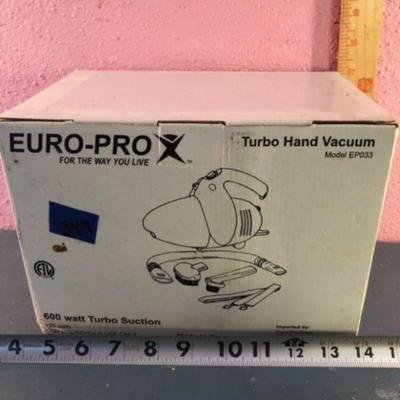 EURO-PRO X
FOR THE WAY YOU LIVE
Turbo Hand Vacuum
Model EP033
ETL
600 watt Turbo Suction
Imported by:
4 5 6 7 8 9 10 11 12 13 14